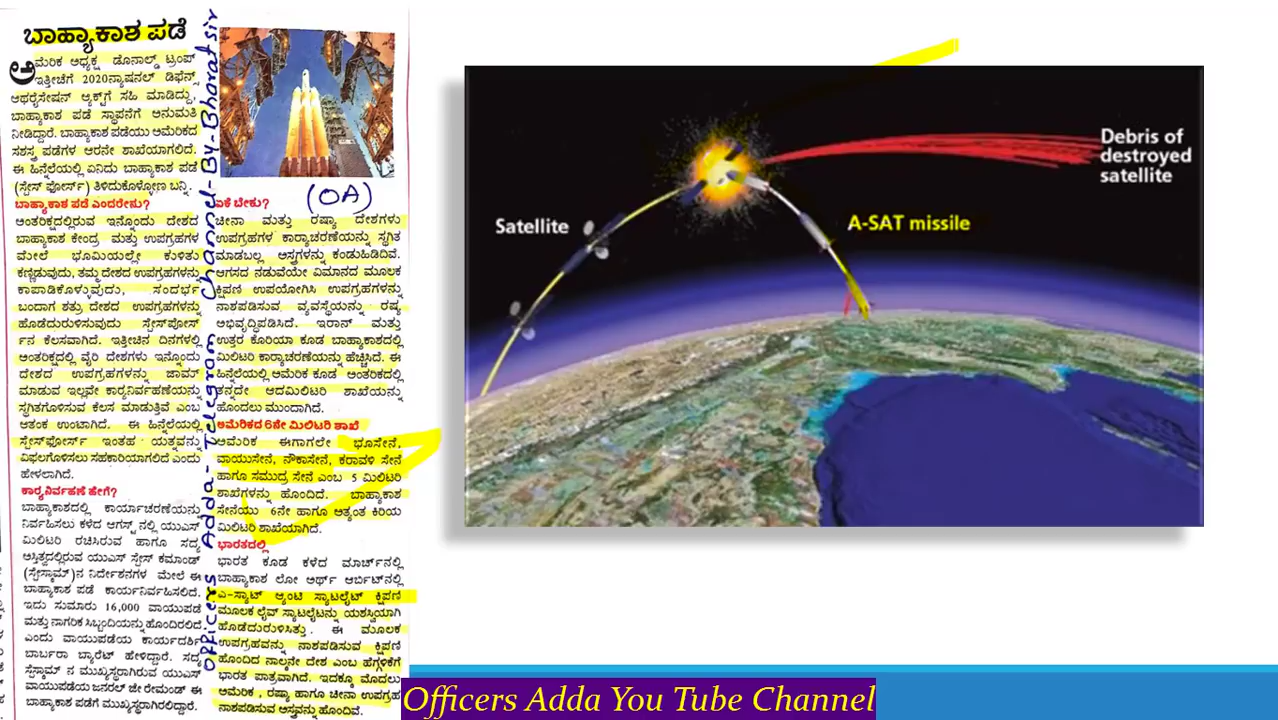 ಬಾಹ್ಯಾಕಾಶ ಪಡೆ
ಅಮೆರಿಕ ಅಧ್ಯಕ್ಷ ಡೊನಾಲ್ಡ್ ಟ್ರಂಪ್
ಇತ್ತೀಚೆಗೆ 2020ನ್ಯಾಷನಲ್ ಡಿಫೆನ್ಸ್
ಆಥರೈಸೇಷನ್ ಆ್ಯಕ್ಟ್‌ಗೆ ಸಹಿ ಮಾಡಿದ್ದು,
ಬಾಹ್ಯಾಕಾಶ ಪಡೆ ಸ್ಥಾಪನೆಗೆ ಅನುಮತಿ
ನೀಡಿದ್ದಾರೆ. ಬಾಹ್ಯಾಕಾಶ ಪಡೆಯು ಅಮೆರಿಕದ
ಸಶಸ್ತ್ರ ಪಡೆಗಳ ಆರನೇ ಶಾಖೆಯಾಗಲಿದೆ.
ಈ ಹಿನ್ನೆಲೆಯಲ್ಲಿ ಏನಿದು ಬಾಹ್ಯಾಕಾಶ ಪಡೆ
(ಸ್ಪೇಸ್ ಫೋರ್ಸ್) ತಿಳಿದುಕೊಳ್ಳೋಣ ಬನ್ನಿ.
ಬಾಹ್ಯಾಕಾಶ ಪಡೆ ಎಂದರೇನು?
ಅಂತರಿಕ್ಷದಲ್ಲಿರುವ ಇನ್ನೊಂದು ದೇಶದ
ಬಾಹ್ಯಾಕಾಶ ಕೇಂದ್ರ ಮತ್ತು ಉಪಗ್ರಹಗಳ
ಮೇಲೆ ಭೂಮಿಯಲ್ಲೇ ಕುಳಿತು
ಕಣ್ಣಿಡುವುದು, ತಮ್ಮ ದೇಶದ ಉಪಗ್ರಹಗಳನ್ನು
ಕಾಪಾಡಿಕೊಳ್ಳುವುದು, ಸಂದರ್ಭ
ಬಂದಾಗ ಶತ್ರು ದೇಶದ ಉಪಗ್ರಹಗಳನ್ನು
ಹೊಡೆದುರುಳಿಸುವುದು ಸ್ಪೇಸ್‌ಪೋರ್ಸ್
ನ ಕೆಲಸವಾಗಿದೆ. ಇತ್ತೀಚಿನ ದಿನಗಳಲ್ಲಿ
ಅಂತರಿಕ್ಷದಲ್ಲಿ ವೈರಿ ದೇಶಗಳು ಇನ್ನೊಂದು
ದೇಶದ ಉಪಗ್ರಹಗಳನ್ನು ಜಾಮ್
ಮಾಡುವ ಇಲ್ಲವೇ ಕಾರ್‍ಯನಿರ್ವಹಣೆಯನ್ನು
ಸ್ಥಗಿತಗೊಳಿಸುವ ಕೆಲಸ ಮಾಡುತ್ತಿವೆ ಎಂಬ
ಆತಂಕ ಉಂಟಾಗಿದೆ. ಈ ಹಿನ್ನೆಲೆಯಲ್ಲಿ
ಸ್ಪೇಸ್‌ಫೋರ್ಸ್ ಇಂತಹ ಯತ್ನವನ್ನು
ವಿಫಲಗೊಳಿಸಲು ಸಹಕಾರಿಯಾಗಲಿದೆ ಎಂದು
ಹೇಳಲಾಗಿದೆ.
ಕಾರ್‍ಯನಿರ್ವಹಣೆ ಹೇಗೆ?
ಬಾಹ್ಯಾಕಾಶದಲ್ಲಿ ಕಾರ್ಯಾಚರಣೆಯನ್ನು
ನಿರ್ವಹಿಸಲು ಕಳೆದ ಆಗಸ್ಟ್‌ನಲ್ಲಿ ಯುಎಸ್
ಮಿಲಿಟರಿ ರಚಿಸಿರುವ ಹಾಗೂ ಸದ್ಯ
ಅಸ್ತಿತ್ವದಲ್ಲಿರುವ ಯುಎಸ್ ಸ್ಪೇಸ್ ಕಮಾಂಡ್
(ಸ್ಪೇಸ್ಕಾಮ್)ನ ನಿರ್ದೇಶನಗಳ ಮೇಲೆ ಈ
ಬಾಹ್ಯಾಕಾಶ ಪಡೆ ಕಾರ್ಯನಿರ್ವಹಿಸಲಿದೆ.
ಇದು ಸುಮಾರು 16,000 ವಾಯುಪಡೆ
ಮತ್ತು ನಾಗರಿಕ ಸಿಬ್ಬಂದಿಯನ್ನು ಹೊಂದಿರಲಿದೆ
ಎಂದು ವಾಯುಪಡೆಯ ಕಾರ್ಯದರ್ಶಿ
ಬಾರ್ಬರಾ ಬ್ಯಾರೆಟ್ ಹೇಳಿದ್ದಾರೆ. ಸದ್ಯ
ಸ್ಪೇಸ್ಕಾಮ್ ನ ಮುಖ್ಯಸ್ಥರಾಗಿರುವ ಯುಎಸ್
ವಾಯುಪಡೆಯ ಜನರಲ್ ಜೇ ರೇಮಂಡ್ ಈ
ಬಾಹ್ಯಾಕಾಶ ಪಡೆಗೆ ಮುಖ್ಯಸ್ಥರಾಗಿರಲಿದ್ದಾರೆ.
Officers Adda - Telegram Channel - By - Bharat sir
(OA)
ಏಕೆ ಬೇಕು?
ಚೀನಾ ಮತ್ತು ರಷ್ಯಾ ದೇಶಗಳು
ಉಪಗ್ರಹಗಳ ಕಾರ್‍ಯಾಚರಣೆಯನ್ನು ಸ್ಥಗಿತ
ಮಾಡಬಲ್ಲ ಅಸ್ತ್ರಗಳನ್ನು ಕಂಡುಹಿಡಿದಿವೆ.
ಆಗಸದ ನಡುವೆಯೇ ವಿಮಾನದ ಮೂಲಕ
ಕ್ಷಿಪಣಿ ಉಪಯೋಗಿಸಿ ಉಪಗ್ರಹಗಳನ್ನು
ನಾಶಪಡಿಸುವ ವ್ಯವಸ್ಥೆಯನ್ನು ರಷ್ಯ
ಅಭಿವೃದ್ಧಿಪಡಿಸಿದೆ. ಇರಾನ್ ಮತ್ತು
ಉತ್ತರ ಕೊರಿಯಾ ಕೂಡ ಬಾಹ್ಯಾಕಾಶದಲ್ಲಿ
ಮಿಲಿಟರಿ ಕಾರ್‍ಯಾಚರಣೆಯನ್ನು ಹೆಚ್ಚಿಸಿದೆ. ಈ
ಹಿನ್ನೆಲೆಯಲ್ಲಿ ಅಮೆರಿಕ ಕೂಡ ಅಂತರಿಕದಲ್ಲಿ
ತನ್ನದೇ ಆದಮಿಲಿಟರಿ ಶಾಖೆಯನ್ನು
ಹೊಂದಲು ಮುಂದಾಗಿದೆ.
ಅಮೆರಿಕದ 6ನೇ ಮಿಲಿಟರಿ ಶಾಖೆ
ಅಮೆರಿಕ ಈಗಾಗಲೇ ಭೂಸೇನೆ,
ವಾಯುಸೇನೆ, ನೌಕಾಸೇನೆ, ಕರಾವಳಿ ಸೇನೆ
ಹಾಗೂ ಸಮುದ್ರ ಸೇನೆ ಎಂಬ 5 ಮಿಲಿಟರಿ
ಶಾಖೆಗಳನ್ನು ಹೊಂದಿದೆ. ಬಾಹ್ಯಾಕಾಶ
ಸೇನೆಯು 6ನೇ ಹಾಗೂ ಅತ್ಯಂತ ಕಿರಿಯ
ಮಿಲಿಟರಿ ಶಾಖೆಯಾಗಿದೆ.
ಭಾರತದಲ್ಲಿ
ಭಾರತ ಕೂಡ ಕಳೆದ ಮಾರ್ಚ್‌ನಲ್ಲಿ
ಬಾಹ್ಯಾಕಾಶ ಲೋ ಅರ್ಥ್ ಆರ್ಬಿಟ್‌ನಲ್ಲಿ
ಎ-ಸ್ಯಾಟ್ ಆ್ಯಂಟಿ ಸ್ಯಾಟಲೈಟ್ ಕ್ಷಿಪಣಿ
ಮೂಲಕ ಲೈವ್ ಸ್ಯಾಟಲೈಟನ್ನು ಯಶಸ್ವಿಯಾಗಿ
ಹೊಡೆದುರುಳಿಸಿತ್ತು. ಈ ಮೂಲಕ
ಉಪಗ್ರಹವನ್ನು ನಾಶಪಡಿಸುವ ಕ್ಷಿಪಣಿ
ಹೊಂದಿದ ನಾಲ್ಕನೇ ದೇಶ ಎಂಬ ಹೆಗ್ಗಳಿಕೆಗೆ
ಭಾರತ ಪಾತ್ರವಾಗಿದೆ. ಇದಕ್ಕೂ ಮೊದಲು
ಅಮೆರಿಕ, ರಷ್ಯಾ ಹಾಗೂ ಚೀನಾ ಉಪಗ್ರಹ
ನಾಶಪಡಿಸುವ ಅಸ್ತ್ರವನ್ನು ಹೊಂದಿವೆ.
Satellite
A-SAT missile
Debris of
destroyed
satellite
Officers Adda You Tube Channel